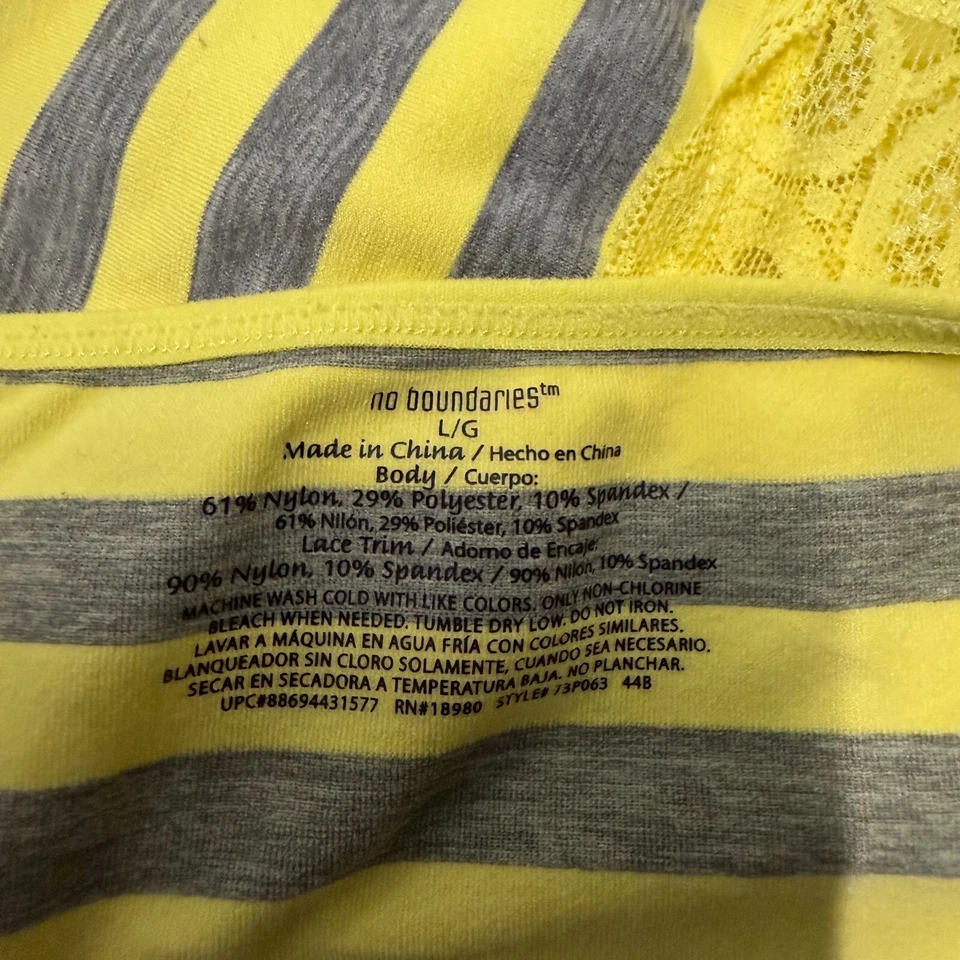 no boundaries™
L/G
Made in China / Hecho en China
Body / Cuerpo:
61% Nylon, 29% Polyester, 10% Spandex /
61% Nilón, 29% Poliéster, 10% Spandex
Lace Trim / Adorno de Encaje:
90% Nylon, 10% Spandex / 90% Nilón, 10% Spandex
MACHINE WASH COLD WITH LIKE COLORS. ONLY NON-CHLORINE
BLEACH WHEN NEEDED. TUMBLE DRY LOW. DO NOT IRON.
LAVAR A MÁQUINA EN AGUA FRÍA CON COLORES SIMILARES.
BLANQUEADOR SIN CLORO SOLAMENTE, CUANDO SEA NECESARIO.
SECAR EN SECADORA A TEMPERATURA BAJA. NO PLANCHAR.
UPC#88694431577 RN#18980 STYLE# 73P063 44B